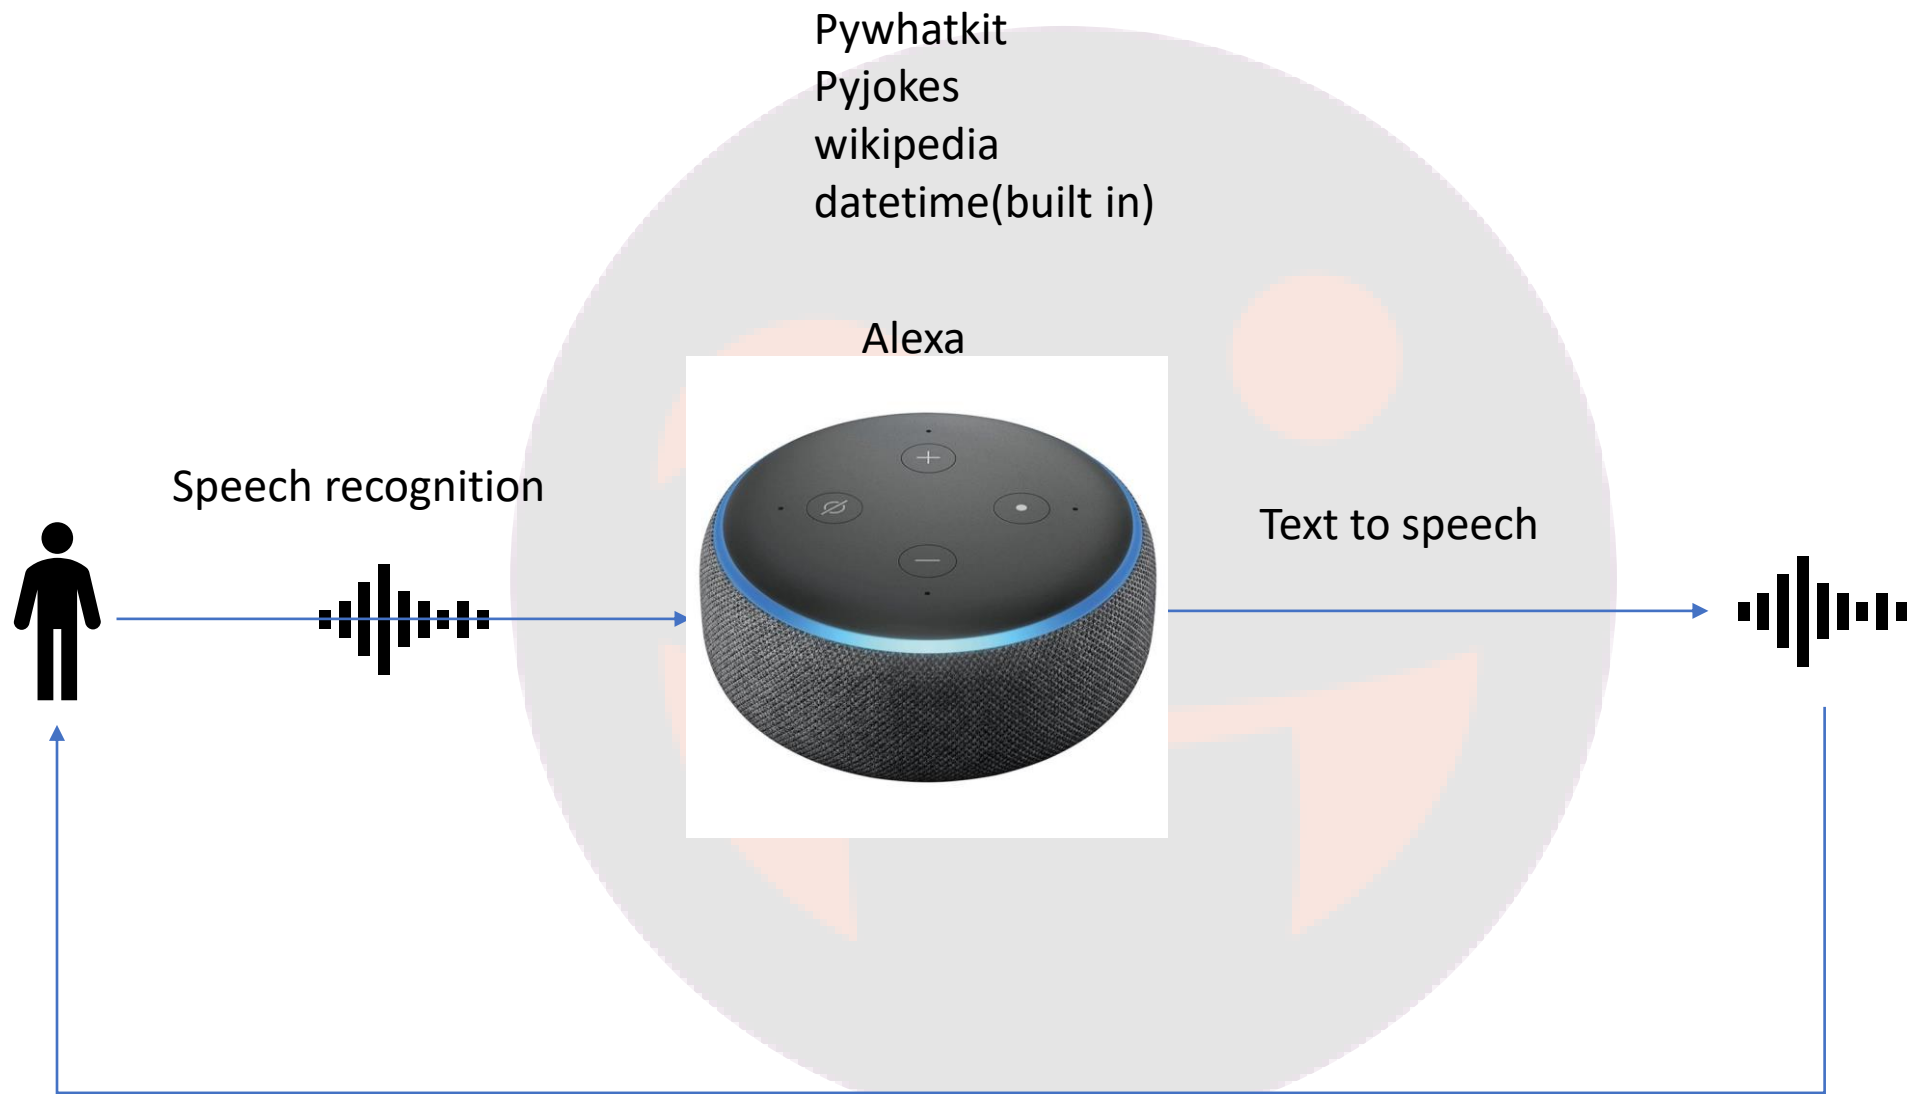 Pywhatkit
Pyjokes
wikipedia
datetime(built in)
Alexa
Speech recognition
Text to speech